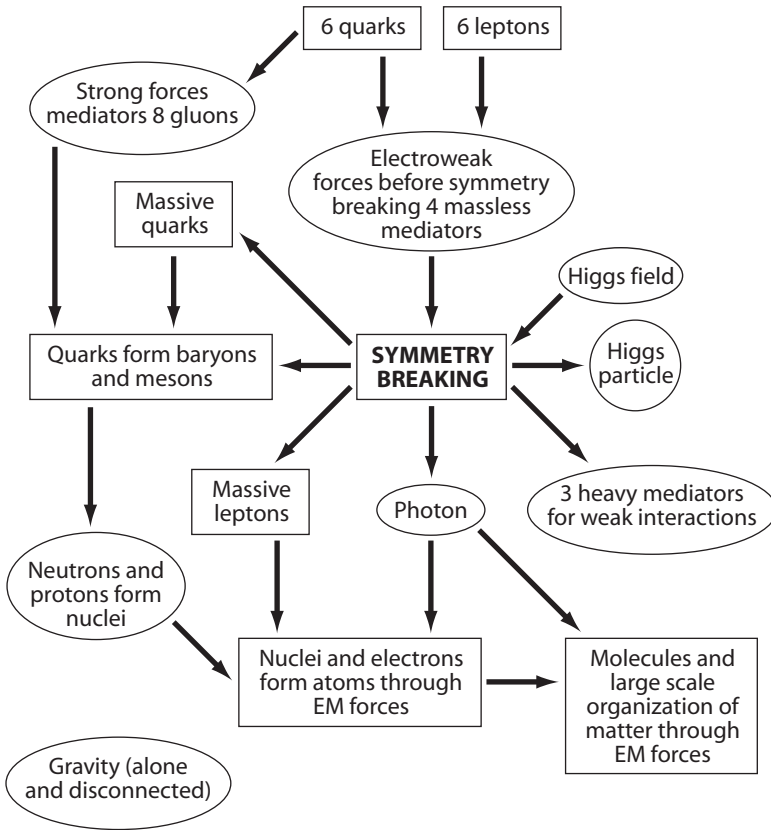 6 quarks
6 leptons
Strong forces
mediators 8 gluons
Electroweak
forces before symmetry
breaking 4 massless
mediators
Massive
quarks
Higgs field
Quarks form baryons
and mesons
SYMMETRY
BREAKING
Higgs
particle
Massive
leptons
Photon
3 heavy mediators
for weak interactions
Neutrons and
protons form
nuclei
Nuclei and electrons
form atoms through
EM forces
Molecules and
large scale
organization of
matter through
EM forces
Gravity (alone
and disconnected)